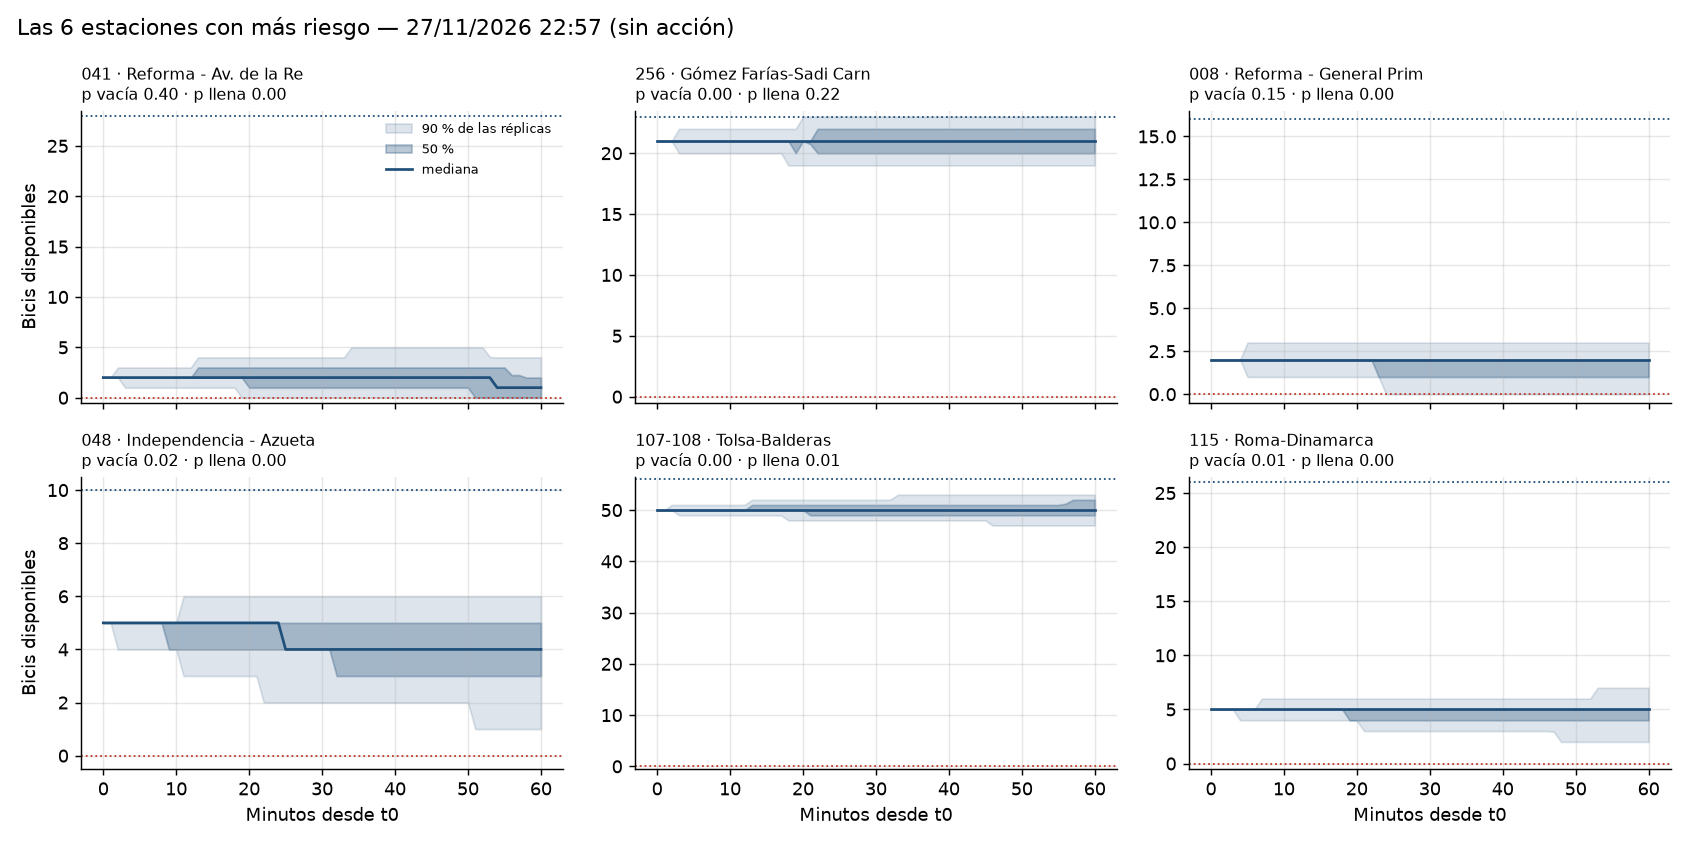 Las 6 estaciones con más riesgo — 27/11/2026 22:57 (sin acción)
041 · Reforma - Av. de la Re
p vacía 0.40 · p llena 0.00
Bicis disponibles
25
20
15
10
5
0
90 % de las réplicas
50 %
mediana
256 · Gómez Farías-Sadi Carn
p vacía 0.00 · p llena 0.22
20
15
10
5
0
008 · Reforma - General Prim
p vacía 0.15 · p llena 0.00
15.0
12.5
10.0
7.5
5.0
2.5
0.0
048 · Independencia - Azueta
p vacía 0.02 · p llena 0.00
Bicis disponibles
10
8
6
4
2
0
0 10 20 30 40 50 60
Minutos desde t0
107-108 · Tolsa-Balderas
p vacía 0.00 · p llena 0.01
50
40
30
20
10
0
0 10 20 30 40 50 60
Minutos desde t0
115 · Roma-Dinamarca
p vacía 0.01 · p llena 0.00
25
20
15
10
5
0
0 10 20 30 40 50 60
Minutos desde t0